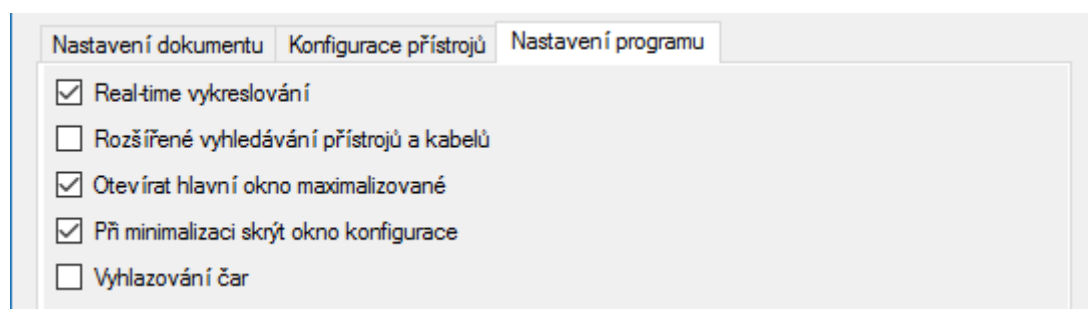 Nastavení dokumentu Konfigurace přístrojů Nastavení programu
Real-time vykreslování
Rozšířené vyhledávání přístrojů a kabelů
Otevírat hlavní okno maximalizované
Při minimalizaci skrýt okno konfigurace
Vyhlazování čar